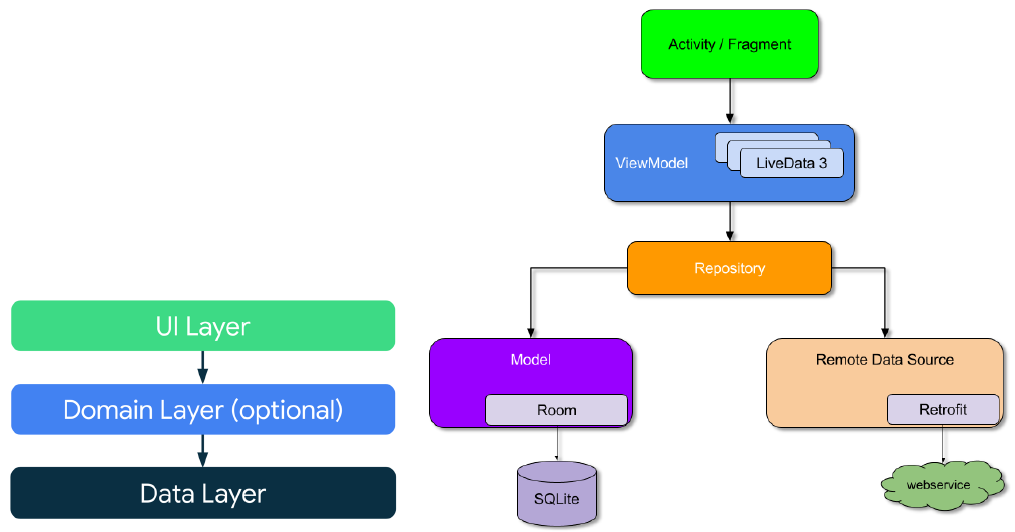 Activity / Fragment
ViewModel
LiveData 3
Repository
UI Layer
Domain Layer (optional)
Data Layer
Model
Room
SQLite
Remote Data Source
Retrofit
webservice